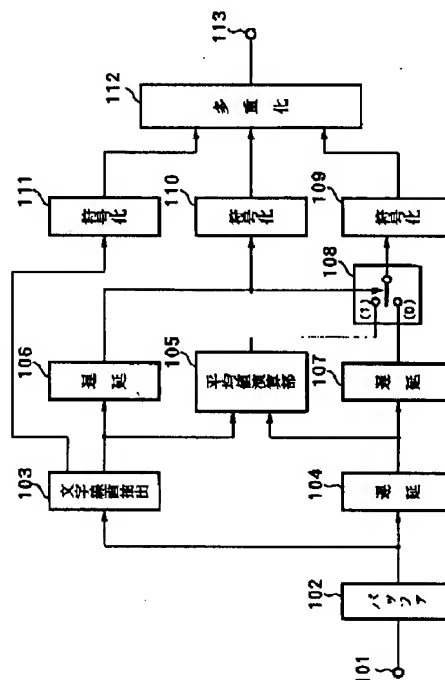 101
102
バッファ
103
文字線画抽出
104
遅延
105
平均値演算部
106
遅延
107
遅延
108
(1)
(0)
109
符号化
110
符号化
111
符号化
112
多重化
113